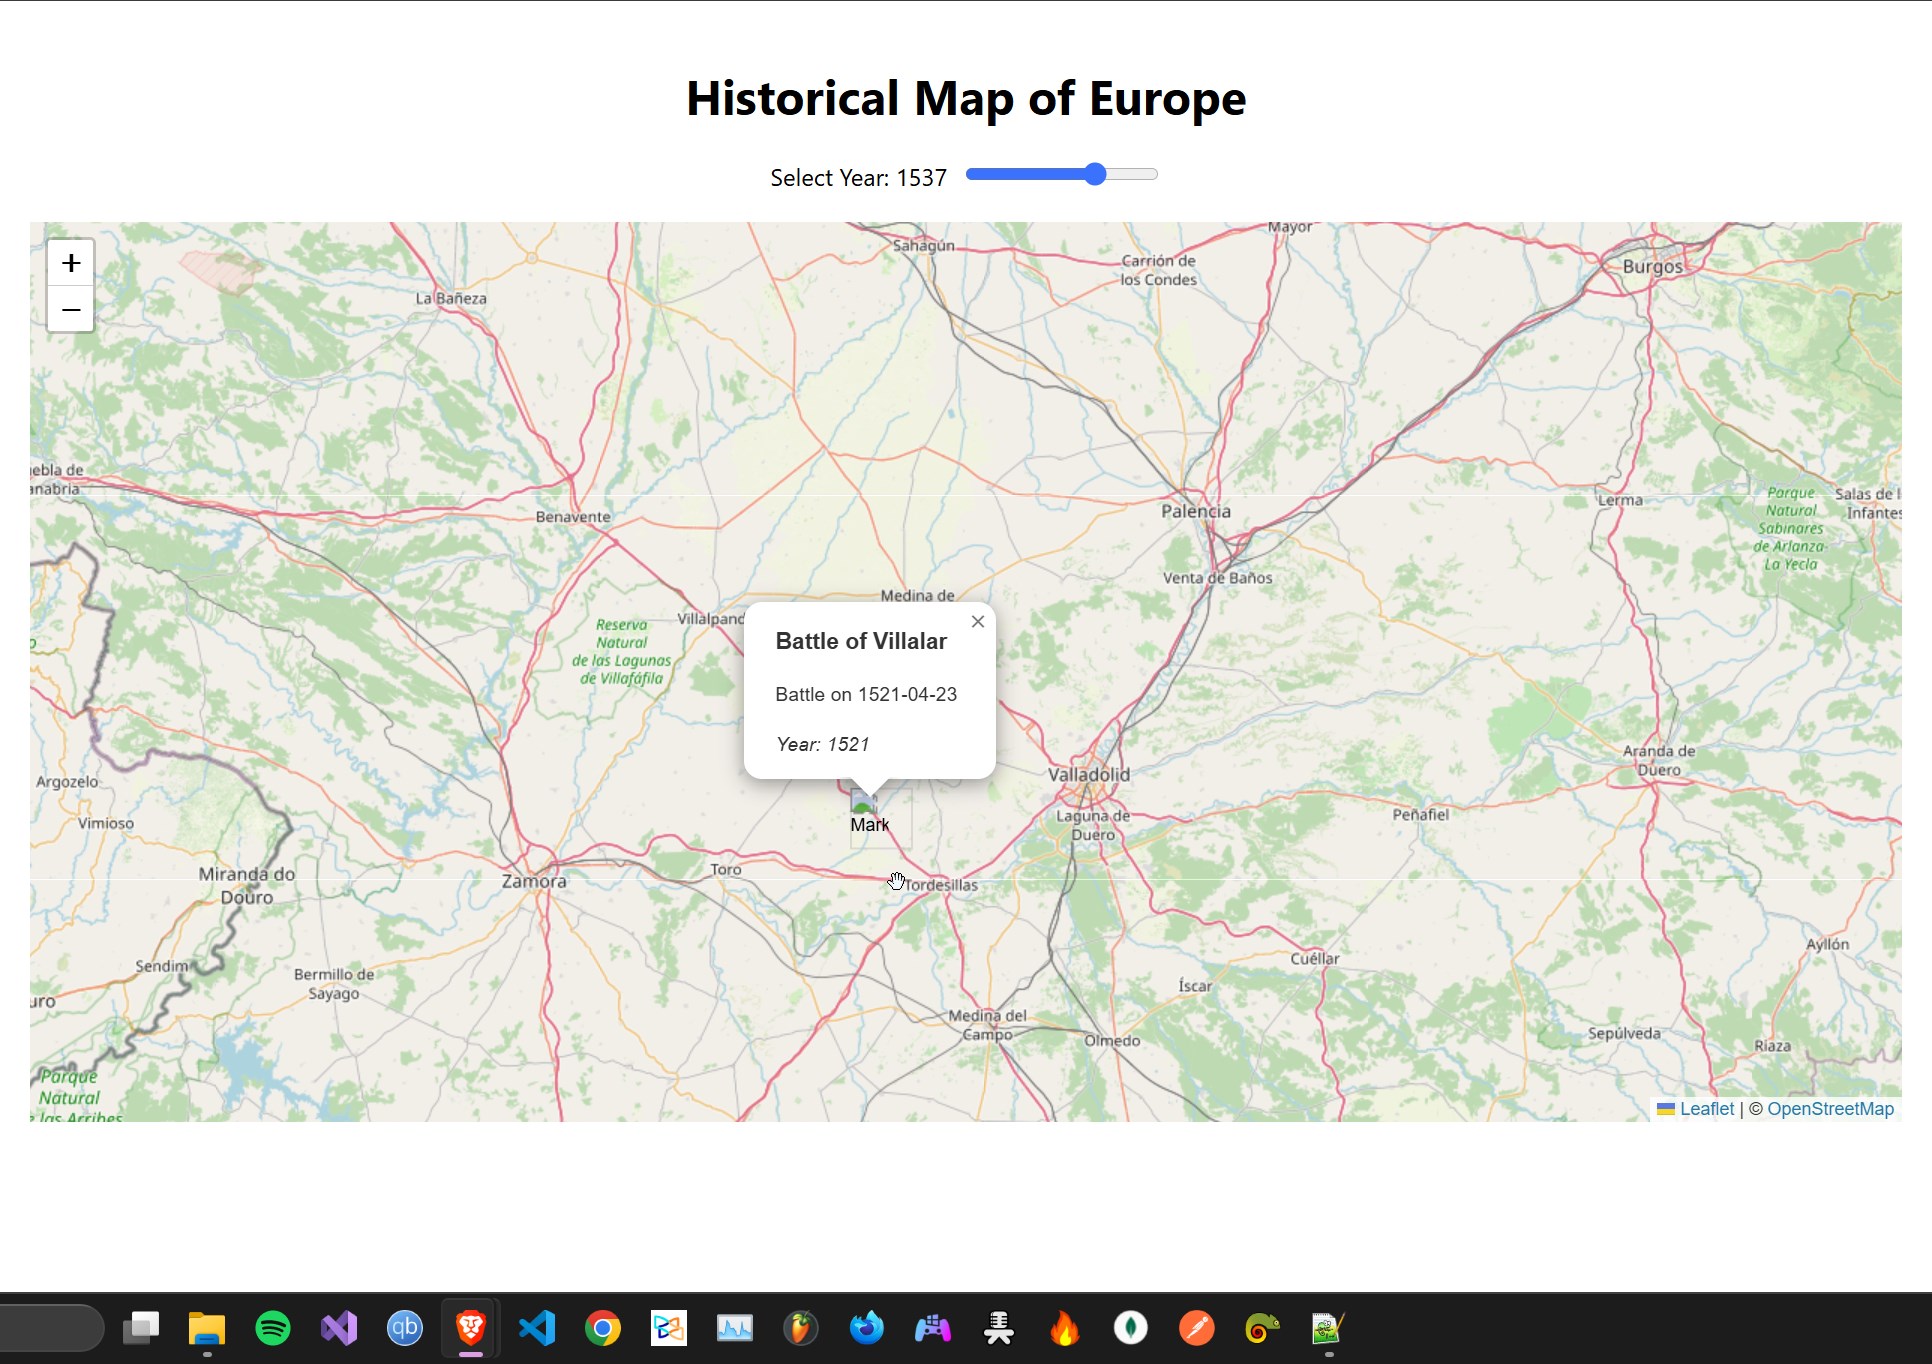 Historical Map of Europe
Select Year: 1537
+
−
Sahagún
Mayor
Carrión de
los Condes
Burgos
La Bañeza
ebla de
anabria
Benavente
Palencia
Lerma
Parque
Natural
Sabinares
de Arlanza-
La Yecla
Salas de l
Infantes
Venta de Baños
Medina de
Villalpand
Reserva
Natural
de las Lagunas
de Villafáfila
×
Battle of Villalar
Battle on 1521-04-23
Year: 1521
Mark
Valladolid
Laguna de
Duero
Aranda de
Duero
Peñafiel
Argozelo
Vimioso
Miranda do
Douro
Zamora
Toro
Tordesillas
Sendim
Bermillo de
Sayago
uro
Cuéllar
Ayllón
Íscar
Medina del
Campo
Olmedo
Sepúlveda
Riaza
Parque
Natural
e las Arribes
Leaflet | © OpenStreetMap
qb